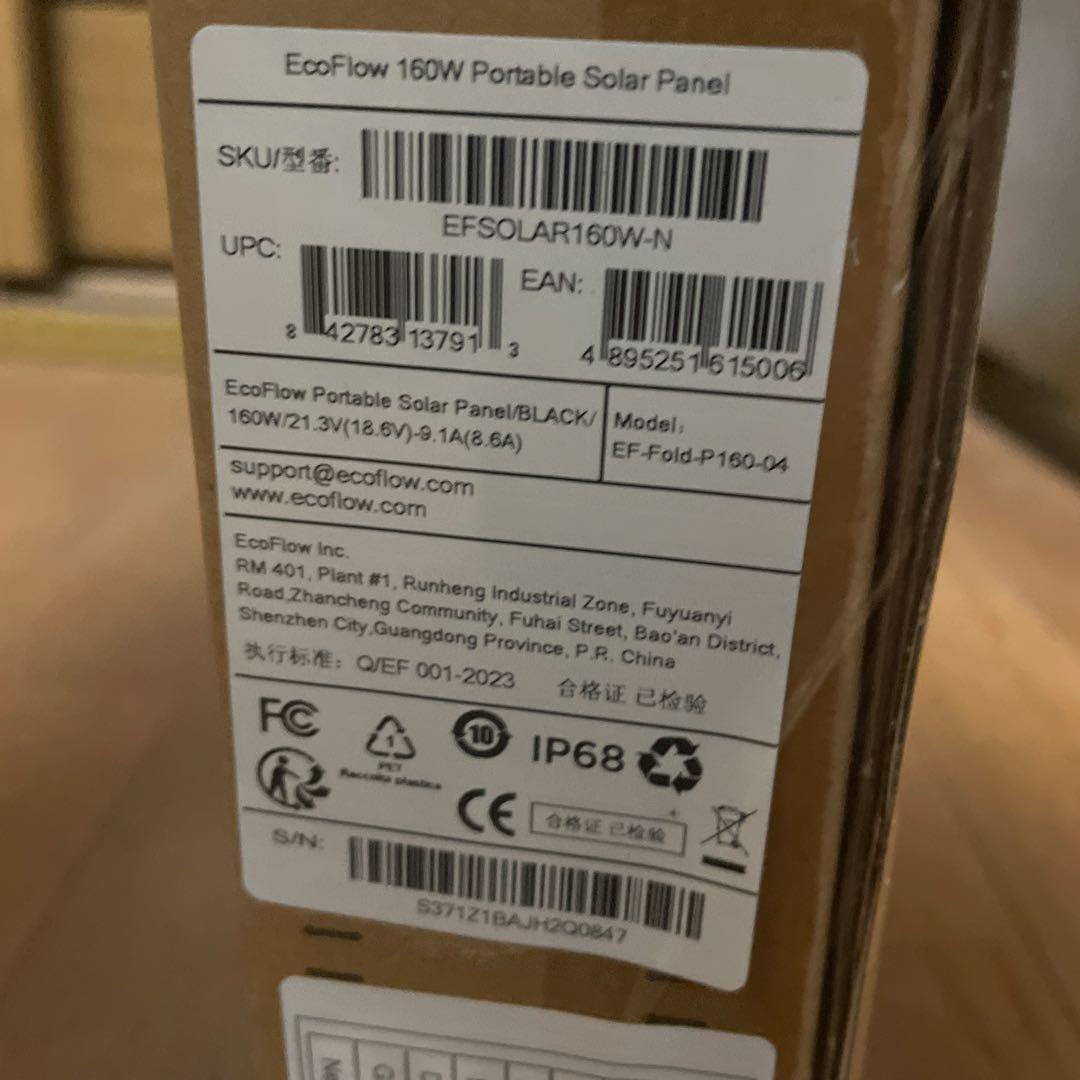 EcoFlow 160W Portable Solar Panel
SKU/型番:
EFSOLAR160W-N
UPC:
8 42783 13791 3
EAN:
4 895251 615006
EcoFlow Portable Solar Panel/BLACK/
160W/21.3V(18.6V)-9.1A(8.6A)
Model:
EF-Fold-P160-04
support@ecoflow.com
www.ecoflow.com
EcoFlow Inc.
RM 401, Plant #1, Runheng Industrial Zone, Fuyuanyi
Road,Zhancheng Community, Fuhai Street, Bao'an District,
Shenzhen City,Guangdong Province, P.R. China
执行标准: Q/EF 001-2023 合格证 已检验
FC
1
PET
Raccolta plastica
10
IP68
CE
合格证 已检验
S/N:
S371Z1BAJH2Q0847